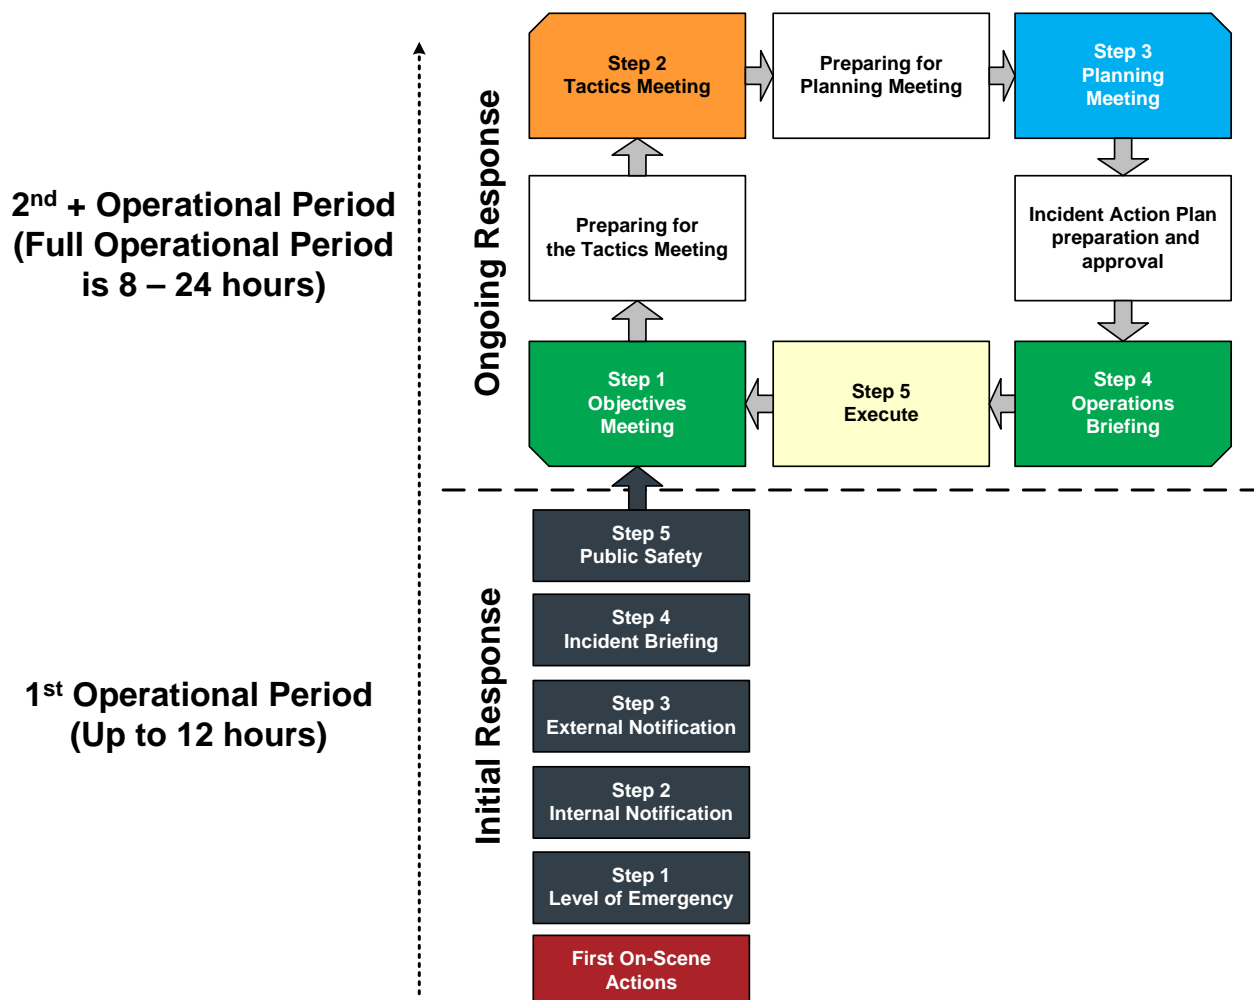 2nd + Operational Period
(Full Operational Period
is 8 – 24 hours)
1st Operational Period
(Up to 12 hours)
Ongoing Response
Initial Response
Step 2
Tactics Meeting
Preparing for
Planning Meeting
Step 3
Planning
Meeting
Preparing for
the Tactics Meeting
Incident Action Plan
preparation and
approval
Step 1
Objectives
Meeting
Step 5
Execute
Step 4
Operations
Briefing
Step 5
Public Safety
Step 4
Incident Briefing
Step 3
External Notification
Step 2
Internal Notification
Step 1
Level of Emergency
First On-Scene
Actions